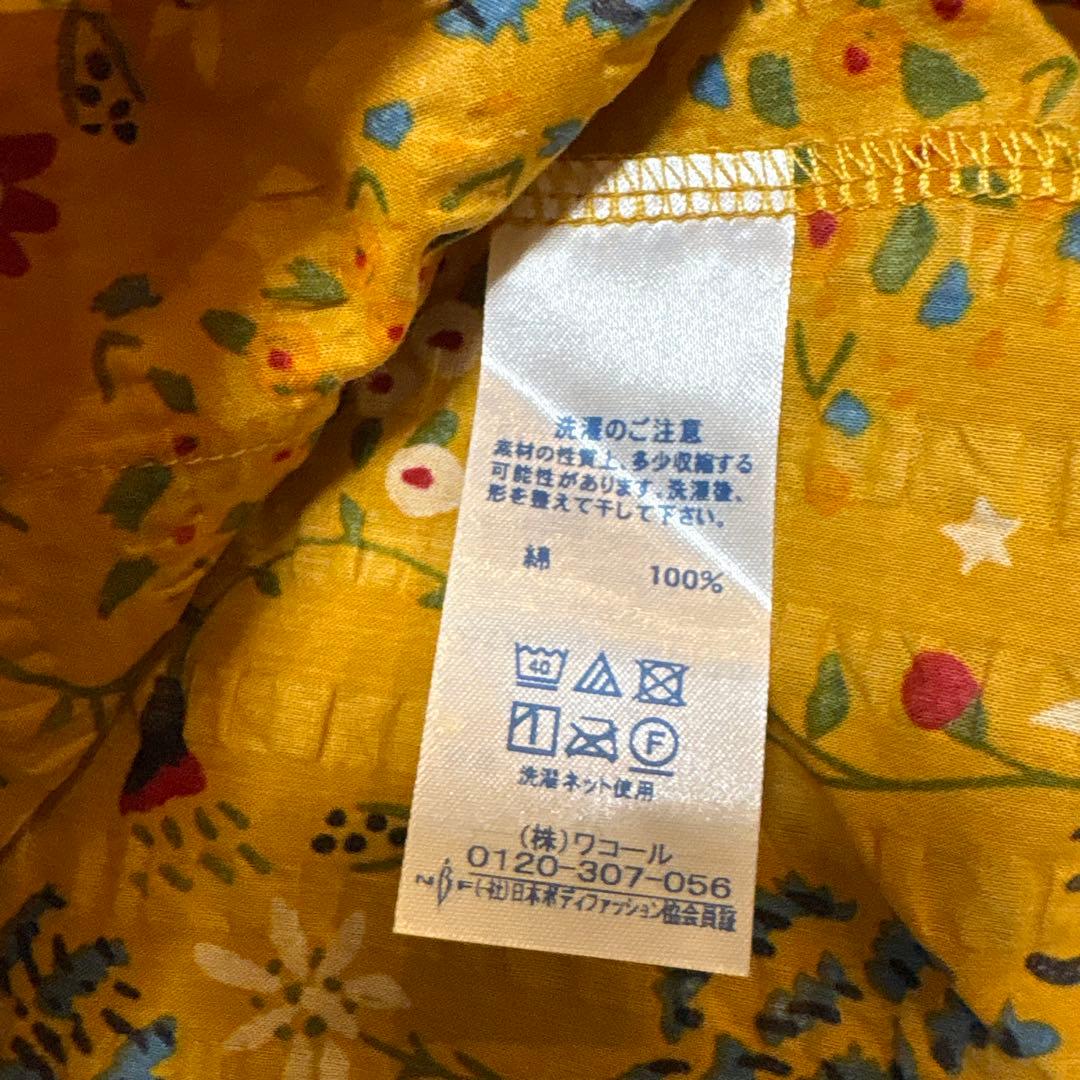 洗濯のご注意
素材の性質上、多少収縮する
可能性があります。洗濯後、
形を整えて干して下さい。
綿 100%
40
F
洗濯ネット使用
(株)ワコール
0120-307-056
NBF(一社)日本ボディファッション協会員証